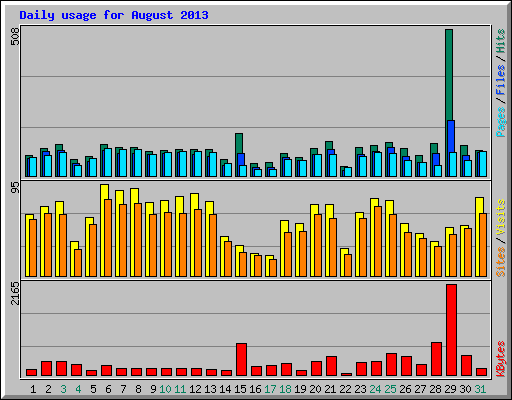 Daily usage for August 2013
508
Pages / Files / Hits
95
Sites / Visits
2165
KBytes
1 2 3 4 5 6 7 8 9 10 11 12 13 14 15 16 17 18 19 20 21 22 23 24 25 26 27 28 29 30 31